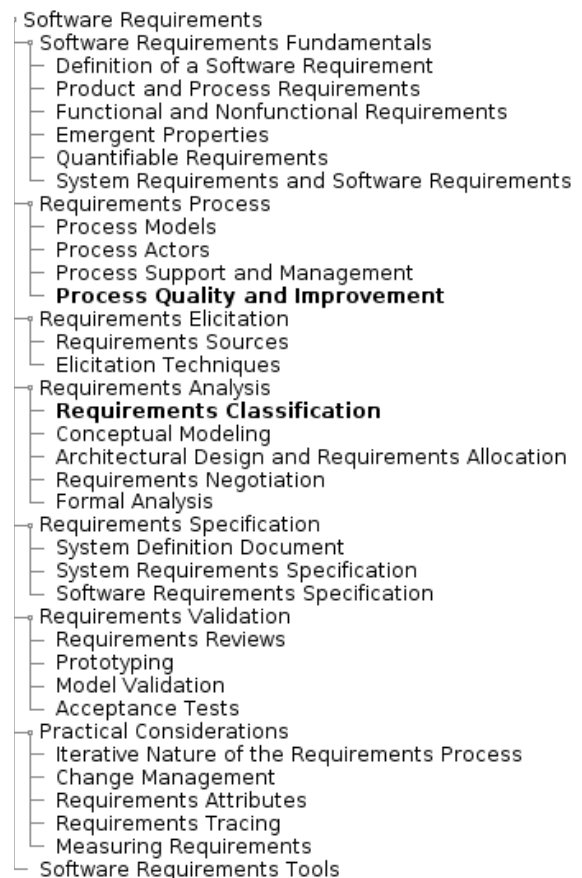 Software Requirements
Software Requirements Fundamentals
Definition of a Software Requirement
Product and Process Requirements
Functional and Nonfunctional Requirements
Emergent Properties
Quantifiable Requirements
System Requirements and Software Requirements
Requirements Process
Process Models
Process Actors
Process Support and Management
Process Quality and Improvement
Requirements Elicitation
Requirements Sources
Elicitation Techniques
Requirements Analysis
Requirements Classification
Conceptual Modeling
Architectural Design and Requirements Allocation
Requirements Negotiation
Formal Analysis
Requirements Specification
System Definition Document
System Requirements Specification
Software Requirements Specification
Requirements Validation
Requirements Reviews
Prototyping
Model Validation
Acceptance Tests
Practical Considerations
Iterative Nature of the Requirements Process
Change Management
Requirements Attributes
Requirements Tracing
Measuring Requirements
Software Requirements Tools